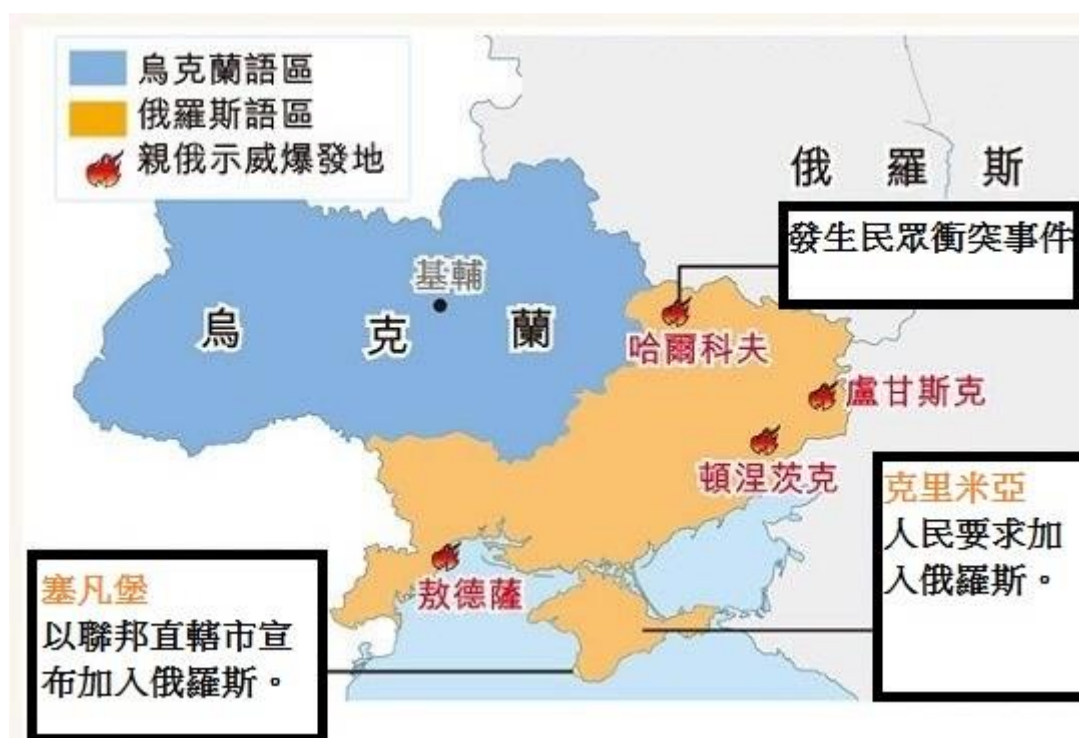 烏克蘭語區
俄羅斯語區
親俄示威爆發地
俄羅斯
發生民眾衝突事件
基輔
烏克蘭
哈爾科夫
盧甘斯克
頓涅茨克
克里米亞
人民要求加
入俄羅斯。
敖德薩
塞凡堡
以聯邦直轄市宣
布加入俄羅斯。